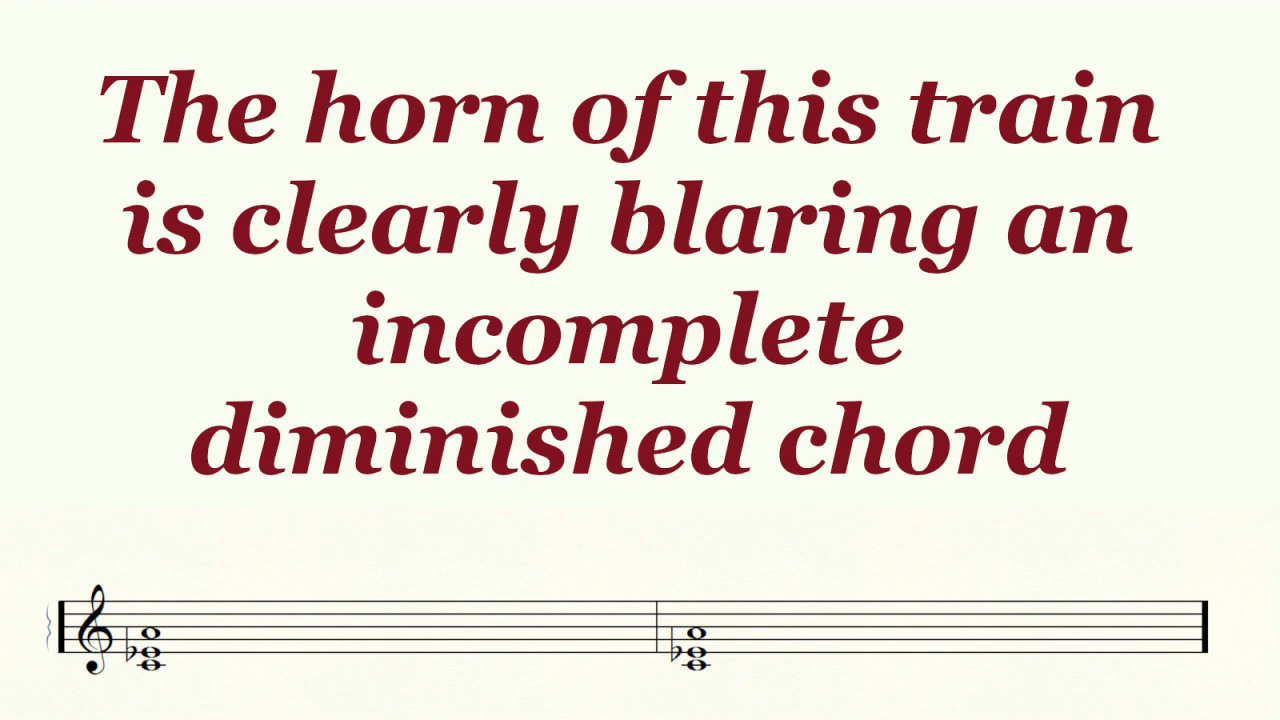 The horn of this train
is clearly blaring an
incomplete
diminished chord